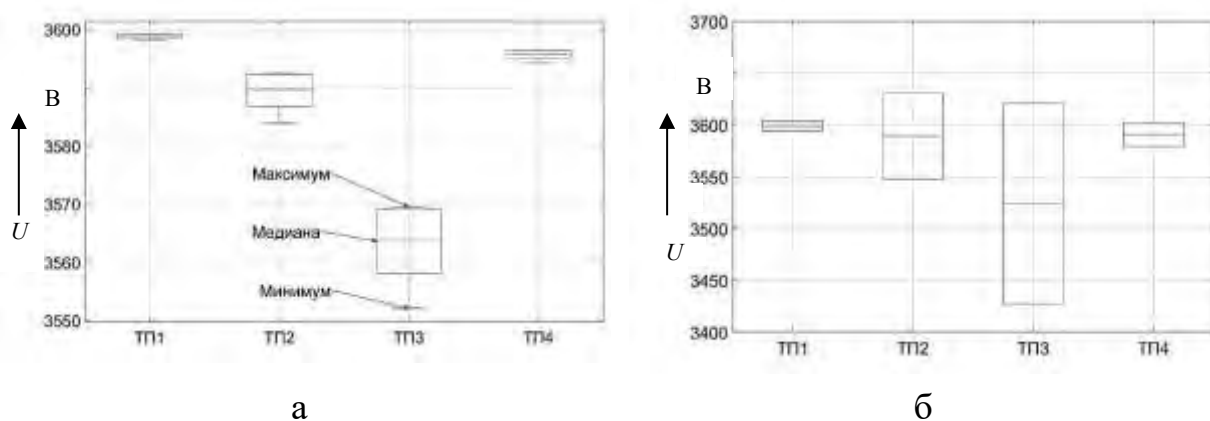 3600
В
3580
3570
U
3560
3550
Максимум
Медиана
Минимум
ТП1 ТП2 ТП3 ТП4
а
3700
В
3600
3550
U
3500
3450
3400
ТП1 ТП2 ТП3 ТП4
б